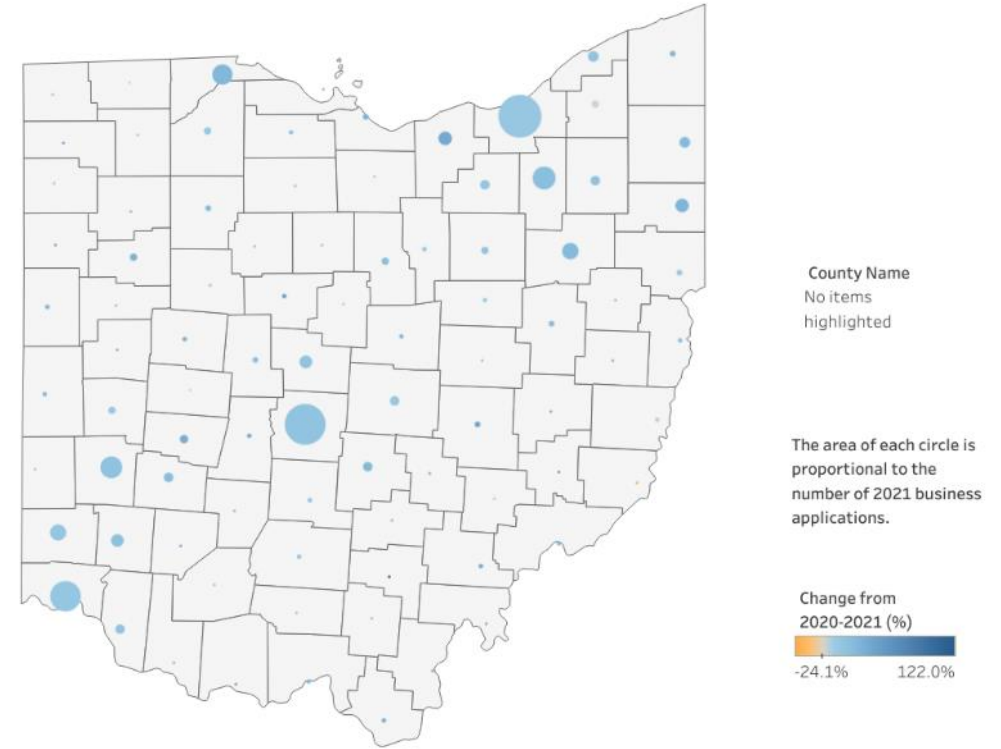 County Name
No items
highlighted
The area of each circle is
proportional to the
number of 2021 business
applications.
Change from
2020-2021 (%)
-24.1% 122.0%